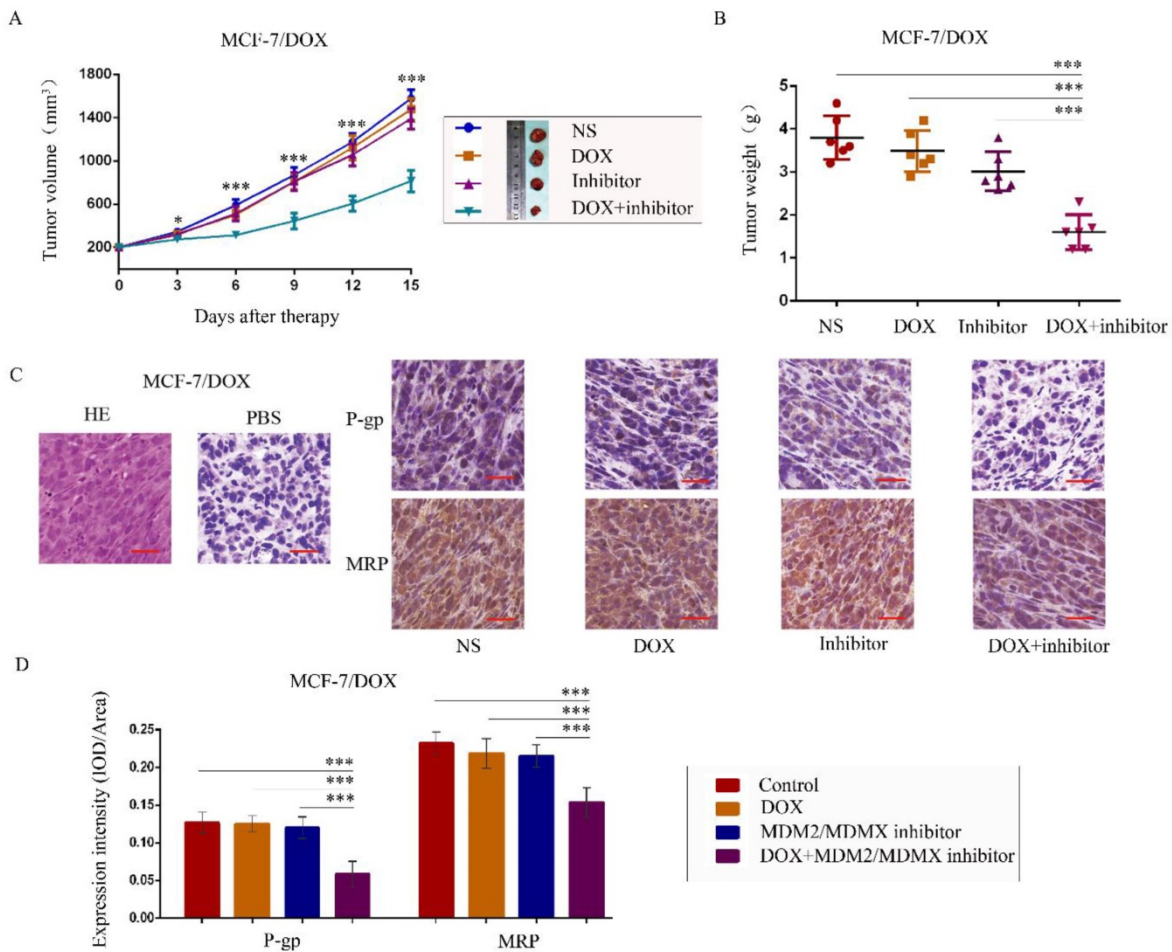 A
MCF-7/DOX
Tumor volume（mm³）
1800
1400
1000
600
200
0
3
6
9
12
15
*
***
***
***
***
Days after therapy
NS
DOX
Inhibitor
DOX+inhibitor
B
MCF-7/DOX
***
***
***
Tumor weight（g）
5
4
3
2
1
0
NS
DOX
Inhibitor
DOX+inhibitor
C
MCF-7/DOX
HE
PBS
P-gp
MRP
NS
DOX
Inhibitor
DOX+inhibitor
D
MCF-7/DOX
Expression intensity (IOD/Area)
0.25
0.20
0.15
0.10
0.05
0.00
***
***
***
***
***
***
P-gp
MRP
Control
DOX
MDM2/MDMX inhibitor
DOX+MDM2/MDMX inhibitor